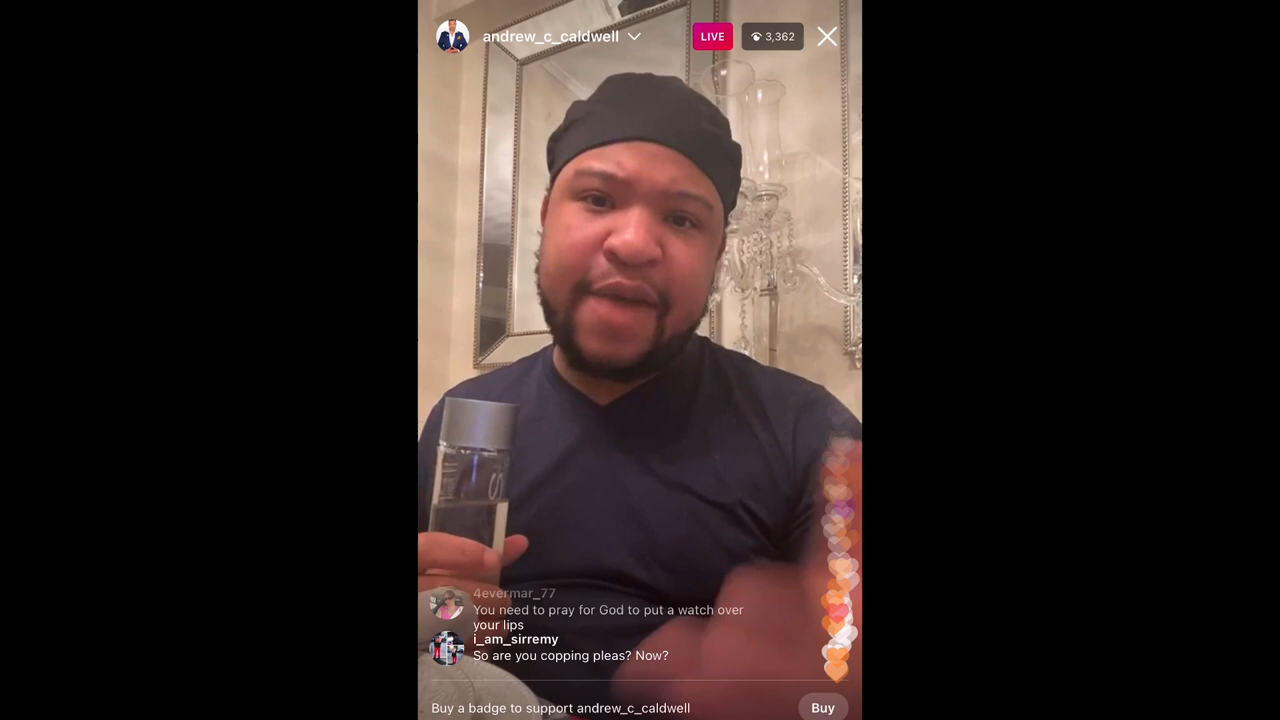 andrew_c_caldwell
LIVE
3,362
4evermar_77
You need to pray for God to put a watch over
your lips
i_am_sirremy
So are you copping pleas? Now?
Buy a badge to support andrew_c_caldwell
Buy